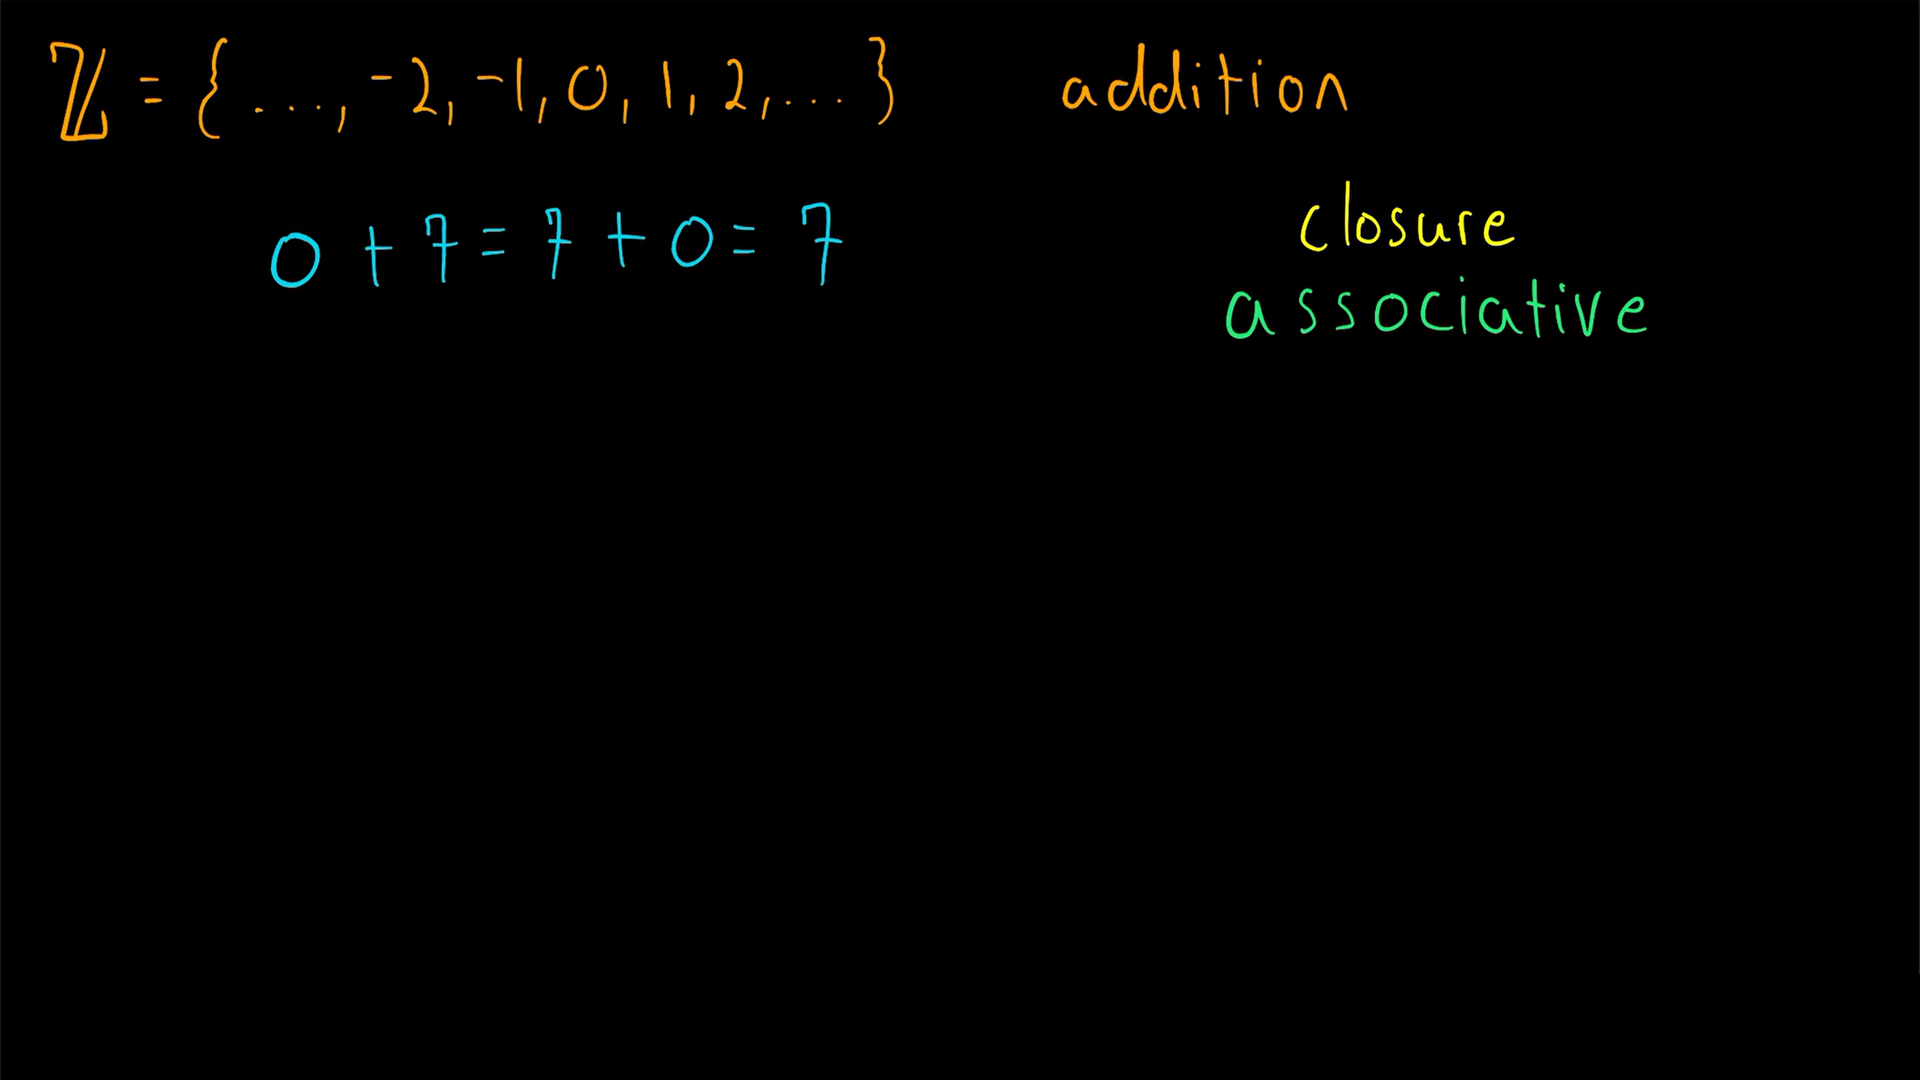 ℤ = {..., -2, -1, 0, 1, 2, ...} addition
0 + 7 = 7 + 0 = 7
closure
associative